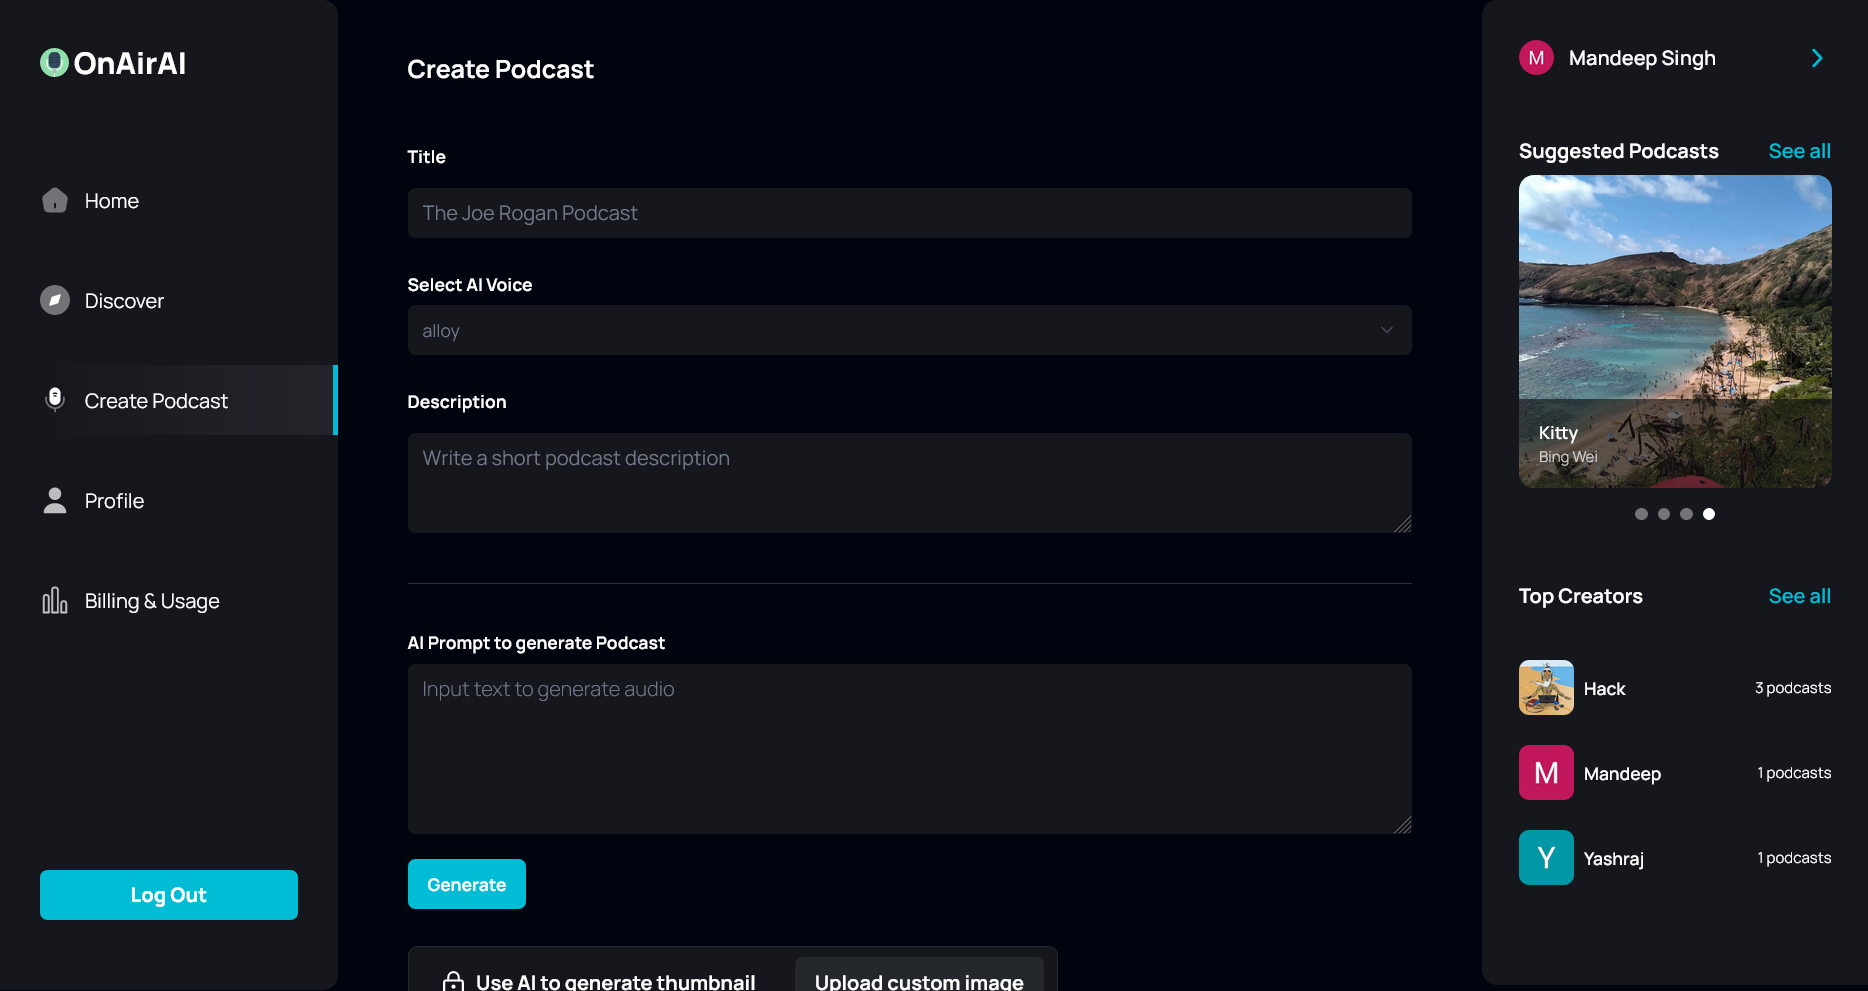 OnAirAI
Home
Discover
Create Podcast
Profile
Billing & Usage
Log Out
Create Podcast
Title
The Joe Rogan Podcast
Select AI Voice
alloy
Description
Write a short podcast description
AI Prompt to generate Podcast
Input text to generate audio
Generate
Use AI to generate thumbnail
Upload custom image
M
Mandeep Singh
Suggested Podcasts
See all
Kitty
Bing Wei
Top Creators
See all
Hack
3 podcasts
M
Mandeep
1 podcasts
Y
Yashraj
1 podcasts